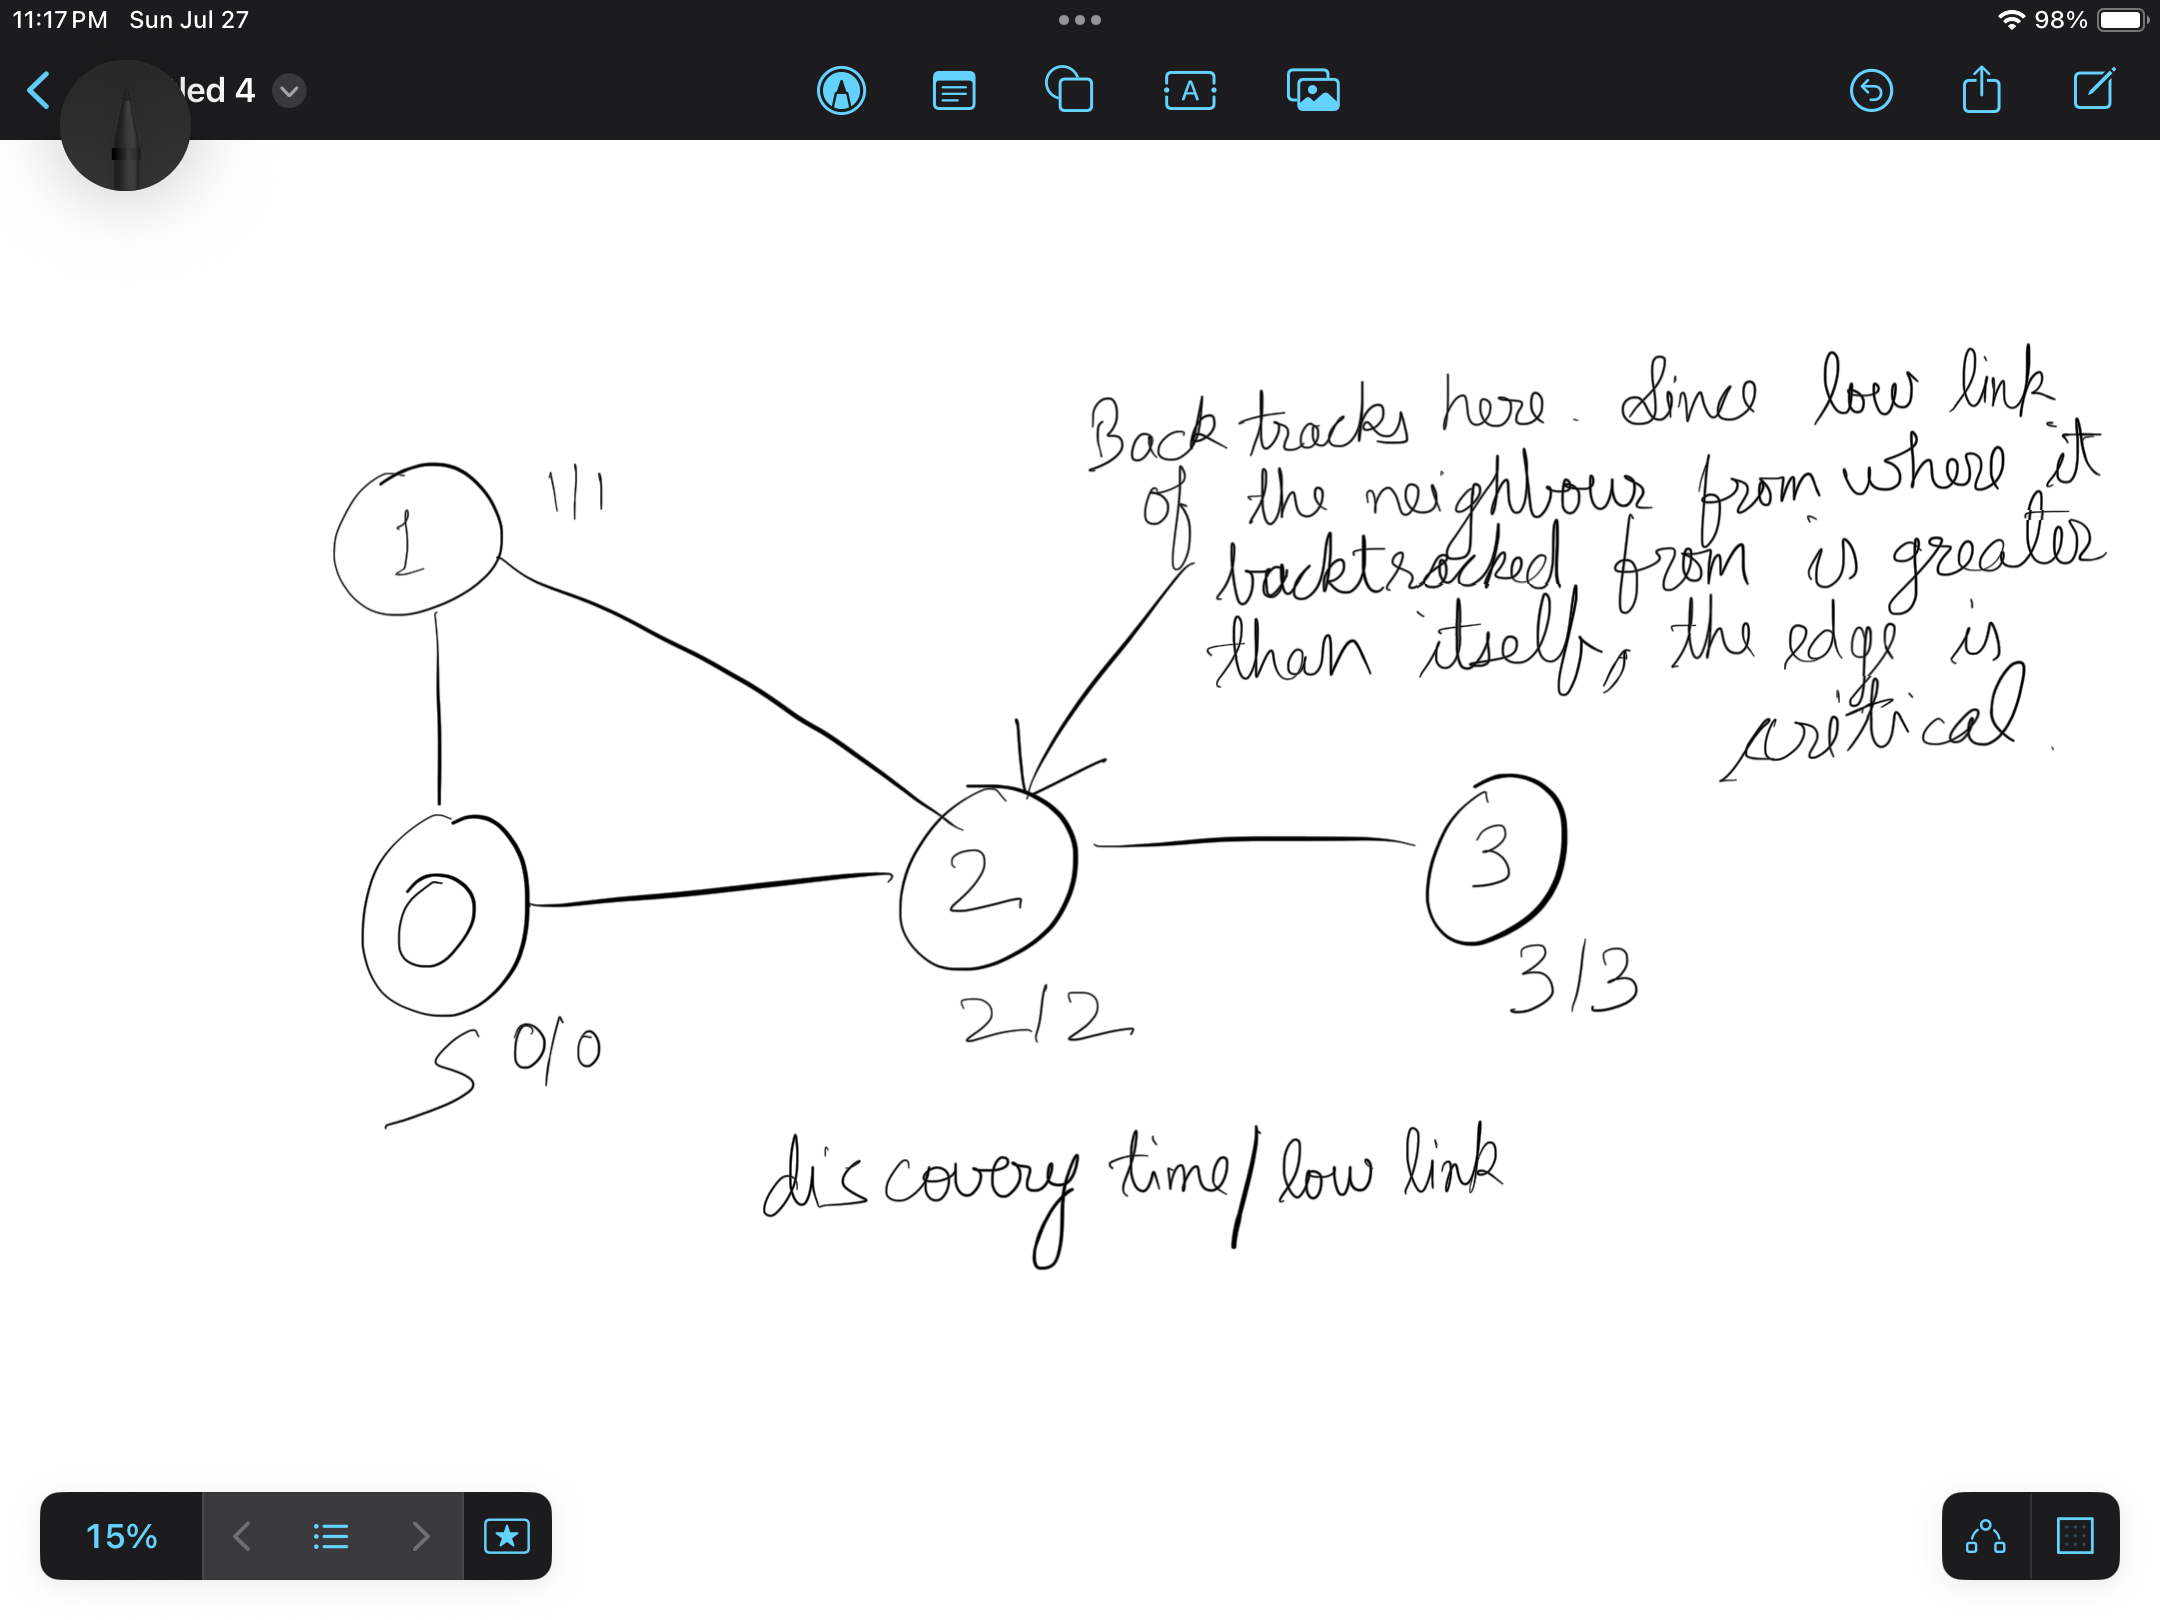 11:17 PM Sun Jul 27
98%
led 4
A
Back tracks here. Since low link
of the neighbour from where it
backtracked from is greater
than itself, the edge is
critical.
1 1/1
2
3
0
3/3
2/2
S 0/0
discovery time/low link
15%